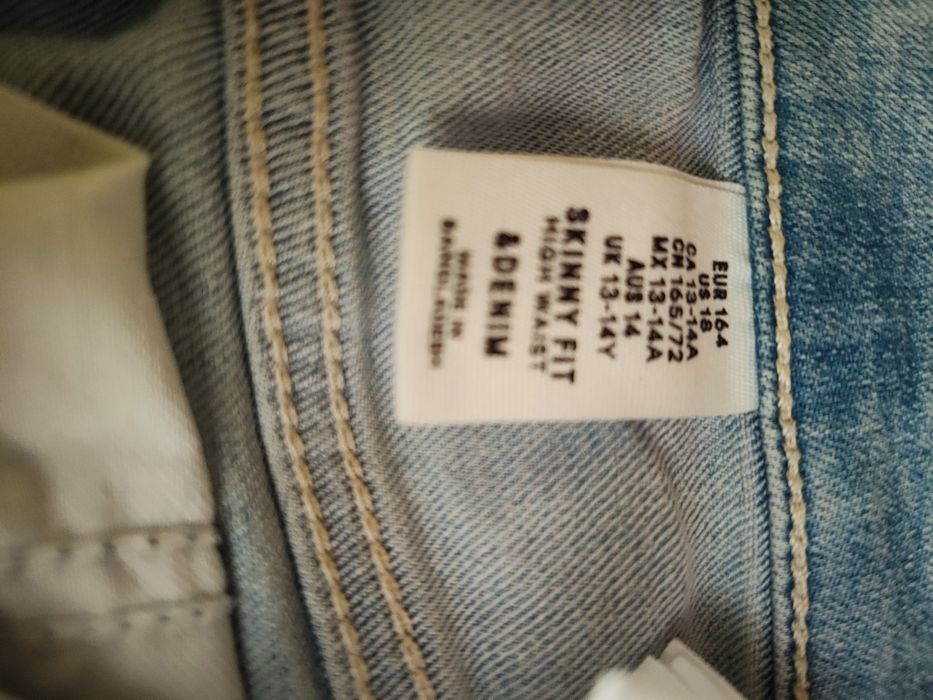 EUR 164
US 18
CA 13-14A
CN 165/72
MX 13-14A
AUS 14
UK 13-14Y
SKINNY FIT
HIGH WAIST
&DENIM
MADE IN
BANGLADESH